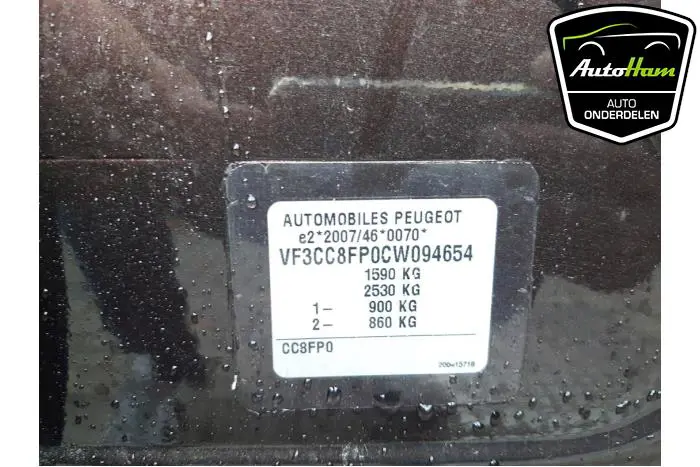 AutoHam
AUTO
ONDERDELEN
AUTOMOBILES PEUGEOT
e2*2007/46*0070*
VF3CC8FP0CW094654
1590 KG
2530 KG
1- 900 KG
2- 860 KG
CC8FP0
200w15718